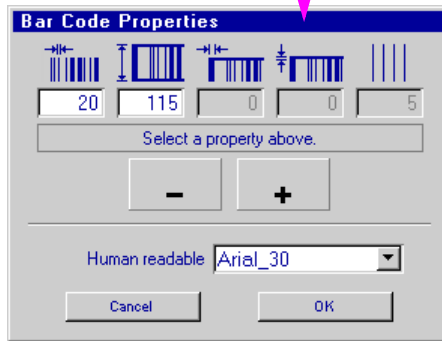 Bar Code Properties
20 115 0 0 5
Select a property above.
- +
Human readable Arial_30
Cancel OK